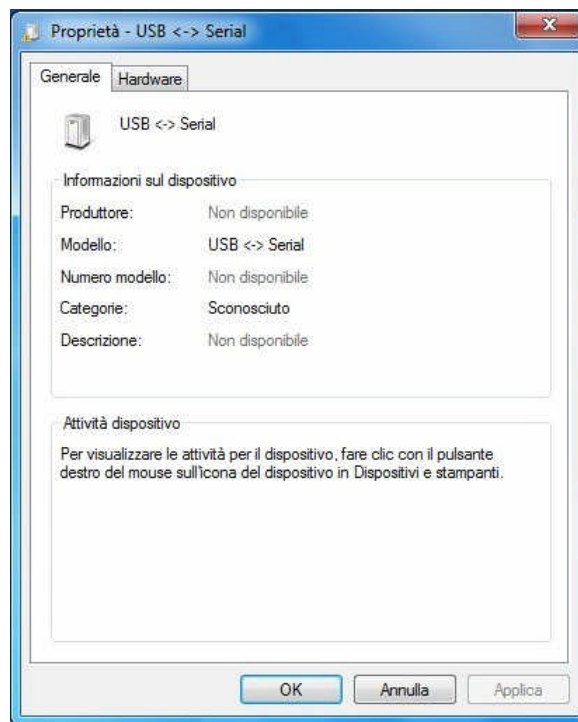 Proprietà - USB <-> Serial
Generale
Hardware
USB <-> Serial
Informazioni sul dispositivo
Produttore: Non disponibile
Modello: USB <-> Serial
Numero modello: Non disponibile
Categorie: Sconosciuto
Descrizione: Non disponibile
Attività dispositivo
Per visualizzare le attività per il dispositivo, fare clic con il pulsante
destro del mouse sull'icona del dispositivo in Dispositivi e stampanti.
OK
Annulla
Applica